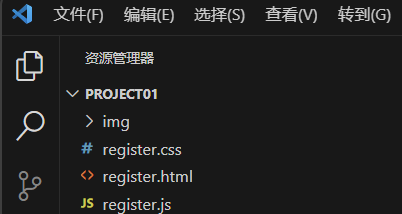 文件(F) 编辑(E) 选择(S) 查看(V) 转到(G)
资源管理器
PROJECT01
img
# register.css
<> register.html
JS register.js